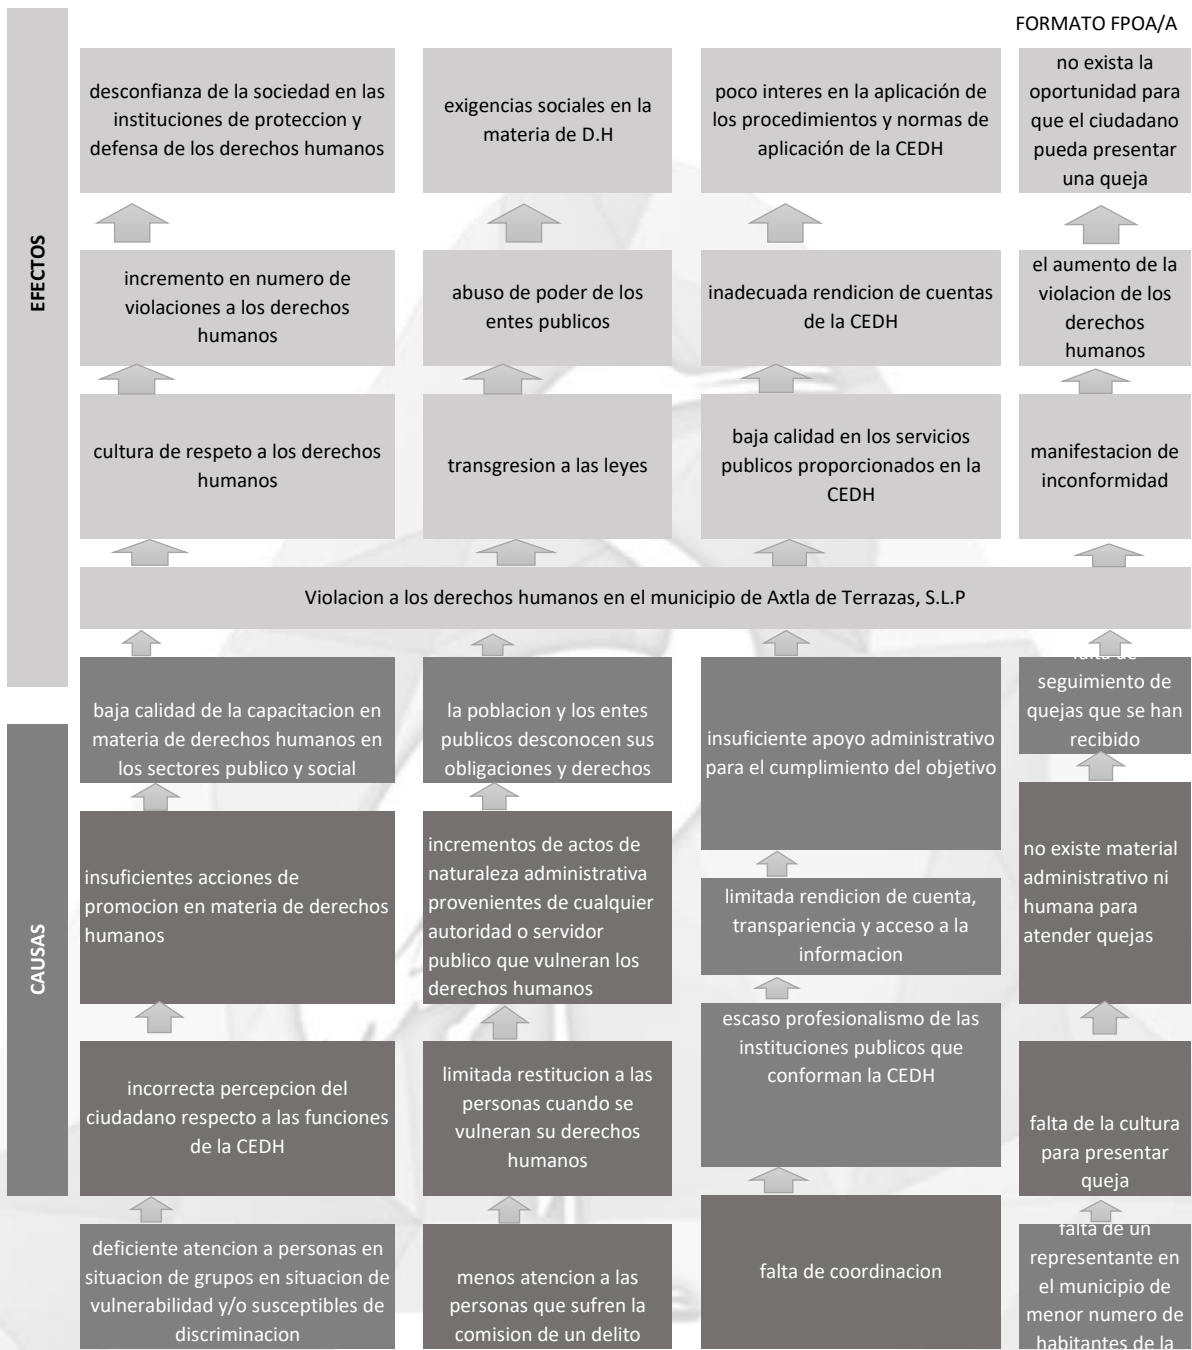 FORMATO FPOA/A
EFECTOS
desconfianza de la sociedad en las
instituciones de proteccion y
defensa de los derechos humanos
exigencias sociales en la
materia de D.H
poco interes en la aplicación de
los procedimientos y normas de
aplicación de la CEDH
no exista la
oportunidad para
que el ciudadano
pueda presentar
una queja
incremento en numero de
violaciones a los derechos
humanos
abuso de poder de los
entes publicos
inadecuada rendicion de cuentas
de la CEDH
el aumento de la
violacion de los
derechos
humanos
cultura de respeto a los derechos
humanos
transgresion a las leyes
baja calidad en los servicios
publicos proporcionados en la
CEDH
manifestacion de
inconformidad
Violacion a los derechos humanos en el municipio de Axtla de Terrazas, S.L.P
CAUSAS
baja calidad de la capacitacion en
materia de derechos humanos en
los sectores publico y social
la poblacion y los entes
publicos desconocen sus
obligaciones y derechos
insuficiente apoyo administrativo
para el cumplimiento del objetivo
falta de
seguimiento de
quejas que se han
recibido
insuficientes acciones de
promocion en materia de derechos
humanos
incrementos de actos de
naturaleza administrativa
provenientes de cualquier
autoridad o servidor
publico que vulneran los
derechos humanos
limitada rendicion de cuenta,
transpariencia y acceso a la
informacion
no existe material
administrativo ni
humana para
atender quejas
incorrecta percepcion del
ciudadano respecto a las funciones
de la CEDH
limitada restitucion a las
personas cuando se
vulneran su derechos
humanos
escaso profesionalismo de las
instituciones publicos que
conforman la CEDH
falta de la cultura
para presentar
queja
deficiente atencion a personas en
situacion de grupos en situacion de
vulnerabilidad y/o susceptibles de
discriminacion
menos atencion a las
personas que sufren la
comision de un delito
falta de coordinacion
falta de un
representante en
el municipio de
menor numero de
habitantes de la